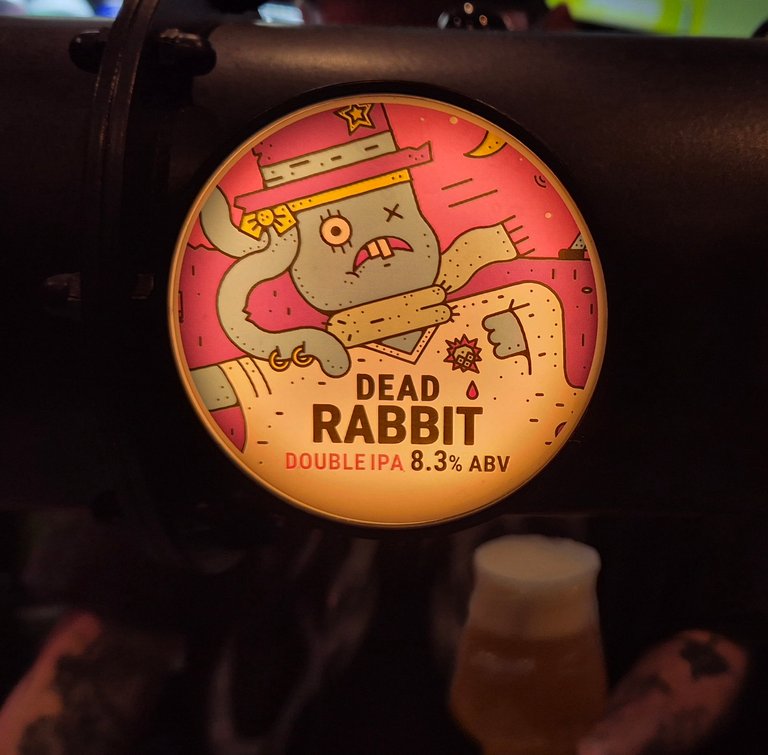 DEAD
RABBIT
DOUBLE IPA 8.3% ABV